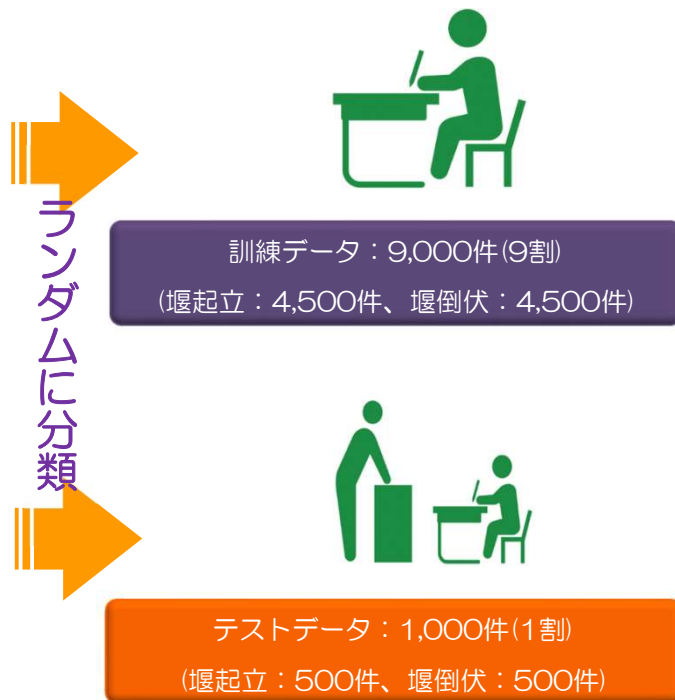 ランダムに分類
訓練データ：9,000件(9割)
(堰起立：4,500件、堰倒伏：4,500件)
テストデータ：1,000件(1割)
(堰起立：500件、堰倒伏：500件)